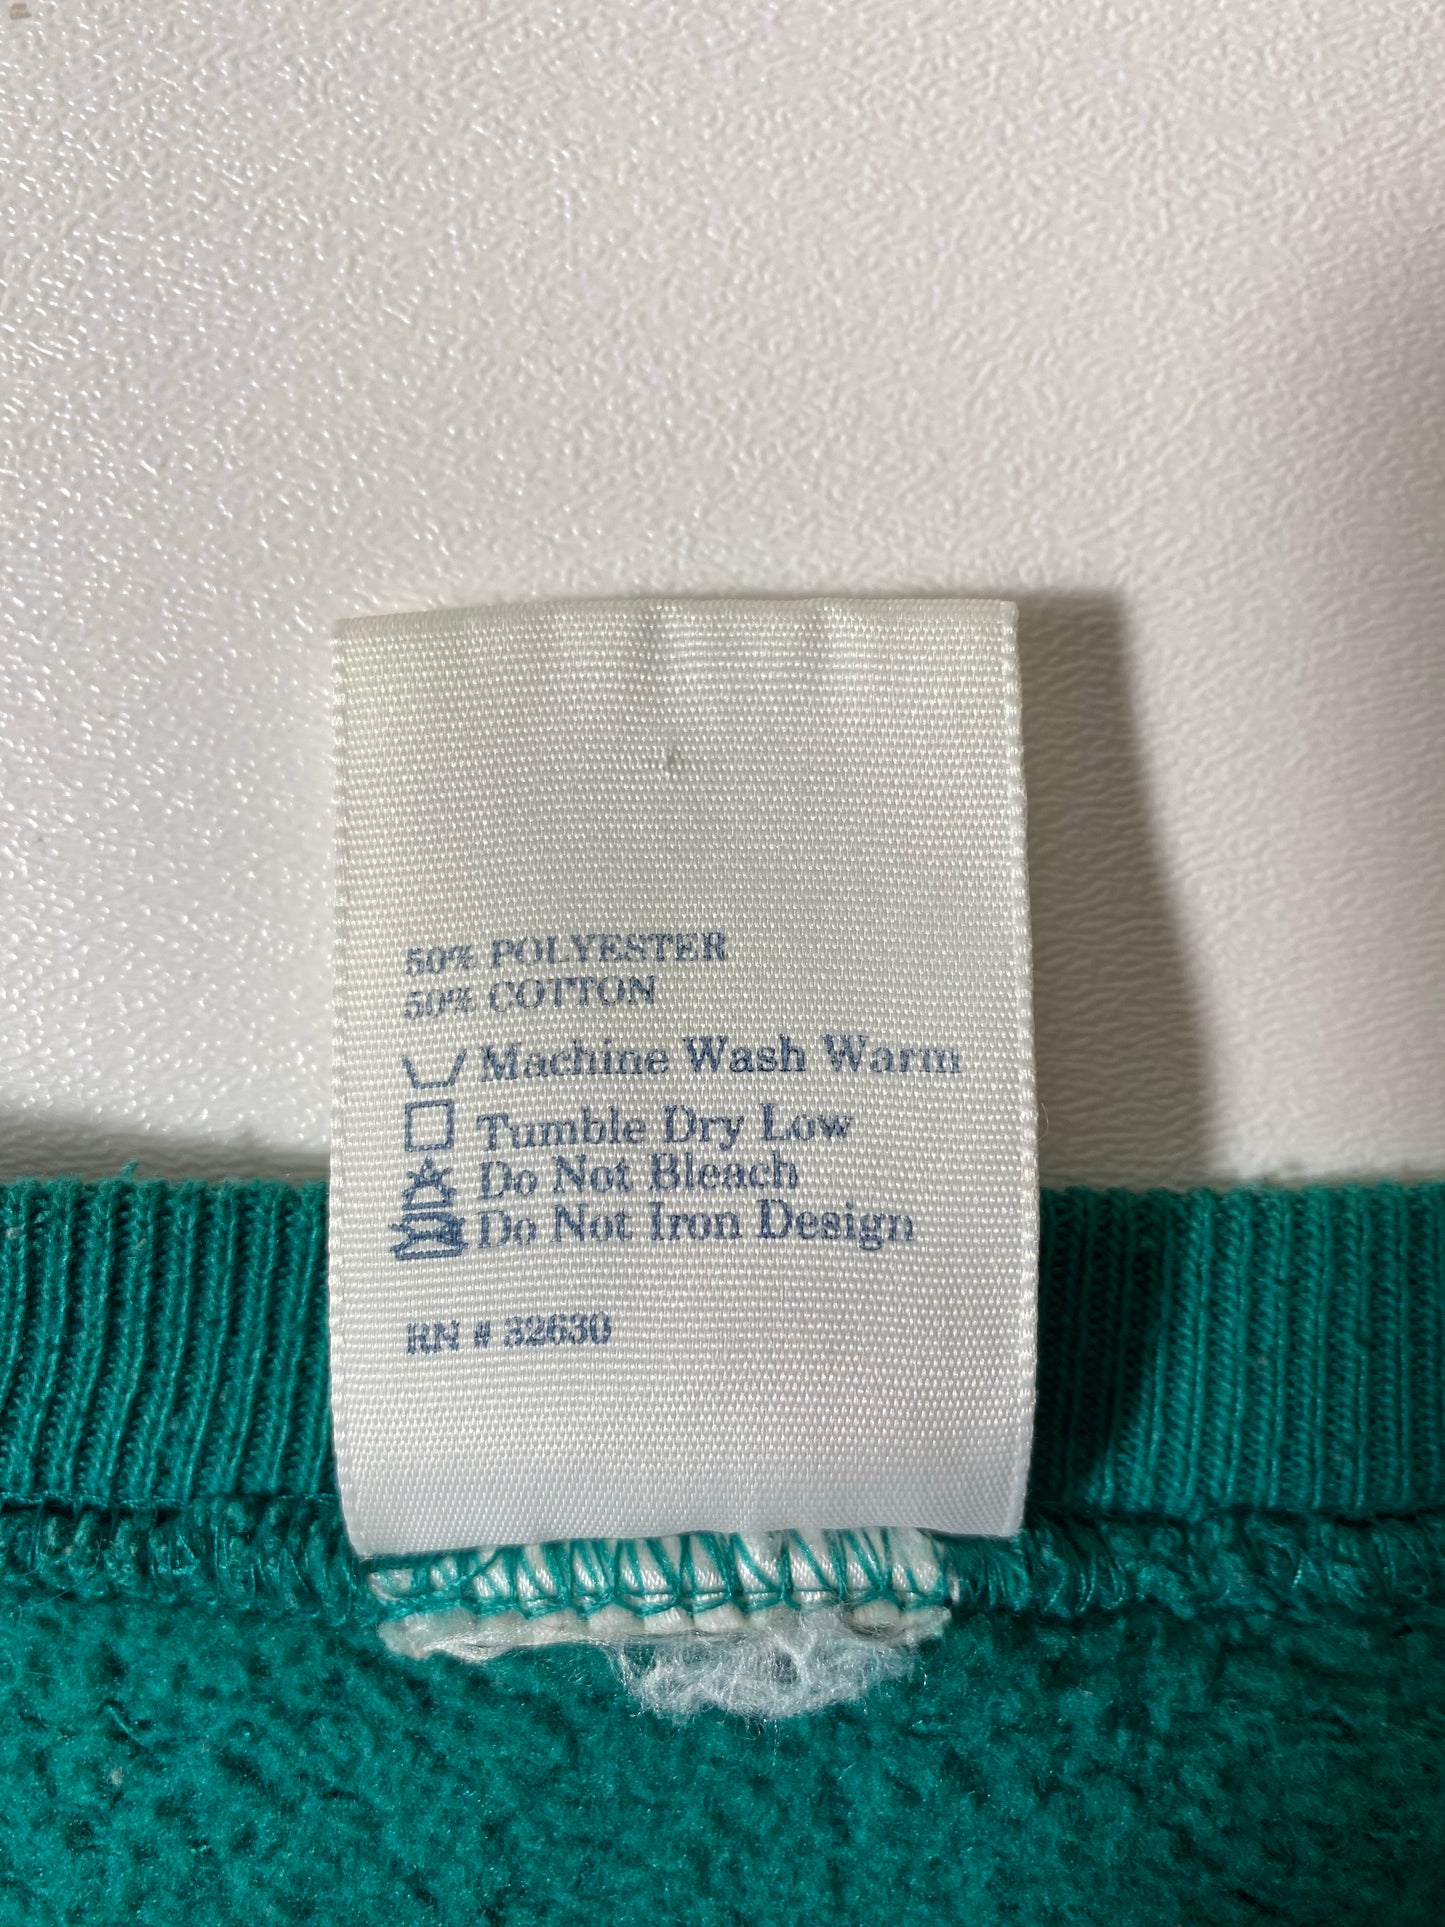 50% POLYESTER
50% COTTON
Machine Wash Warm
Tumble Dry Low
Do Not Bleach
Do Not Iron Design
RN # 32630